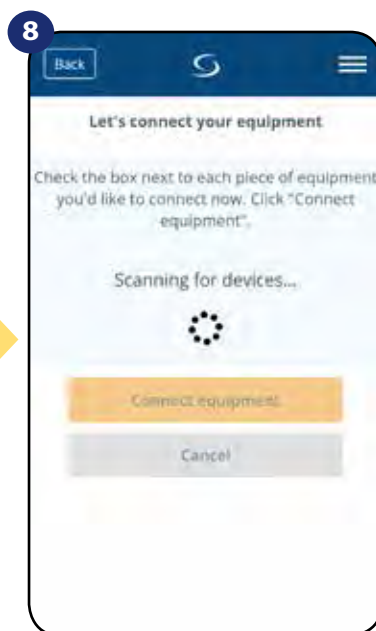 8
Back
Let's connect your equipment
Check the box next to each piece of equipment
you'd like to connect now. Click "Connect
equipment".
Scanning for devices...
Connect equipment
Cancel